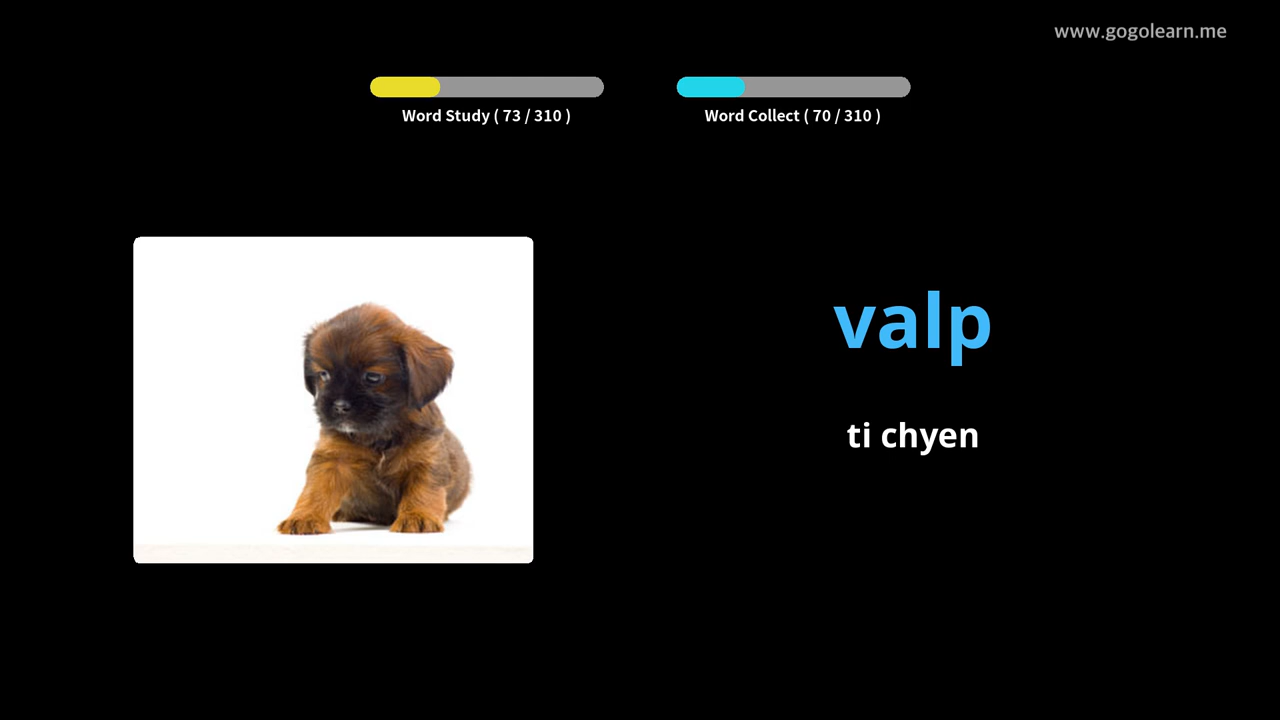 www.gogolearn.me
Word Study ( 73 / 310 )
Word Collect ( 70 / 310 )
valp
ti chyen